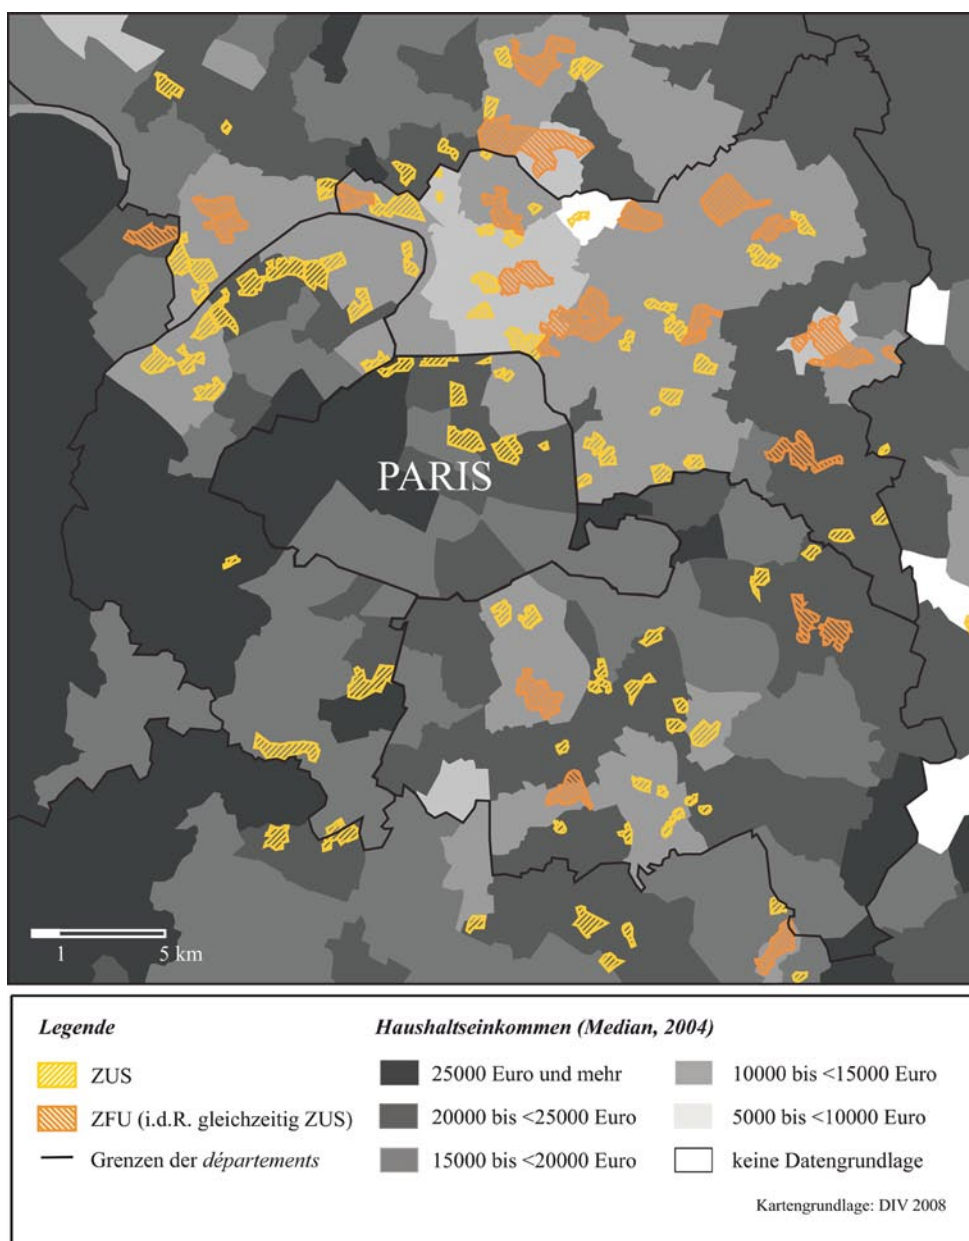 PARIS
1
5 km
Legende
ZUS
ZFU (i.d.R. gleichzeitig ZUS)
Grenzen der départements
Haushaltseinkommen (Median, 2004)
25000 Euro und mehr
20000 bis <25000 Euro
15000 bis <20000 Euro
10000 bis <15000 Euro
5000 bis <10000 Euro
keine Datengrundlage
Kartengrundlage: DIV 2008